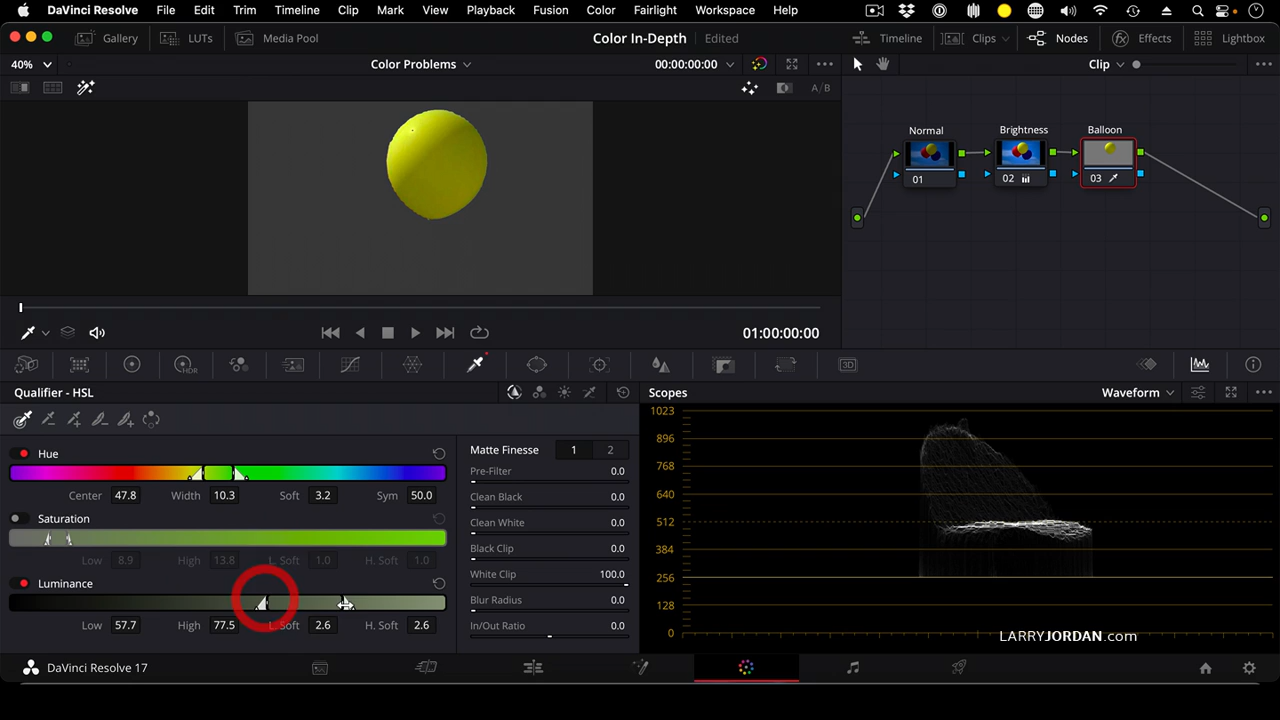 DaVinci Resolve File Edit Trim Timeline Clip Mark View Playback Fusion Color Fairlight Workspace Help
Gallery LUTs Media Pool Color In-Depth Edited Timeline Clips Nodes Effects Lightbox
40% Color Problems 00:00:00:00 Clip
A/B
Normal Brightness Balloon
01 02 03
01:00:00:00
HDR 3D
Qualifier - HSL Scopes Waveform
Hue
Center 47.8 Width 10.3 Soft 3.2 Sym 50.0
Saturation
Low 8.9 High 13.8 L. Soft 1.0 H. Soft 1.0
Luminance
Low 57.7 High 77.5 L. Soft 2.6 H. Soft 2.6
Matte Finesse 1 2
Pre-Filter 0.0
Clean Black 0.0
Clean White 0.0
Black Clip 0.0
White Clip 100.0
Blur Radius 0.0
In/Out Ratio 0.0
1023
896
768
640
512
384
256
128
0
LARRYJORDAN.com
DaVinci Resolve 17